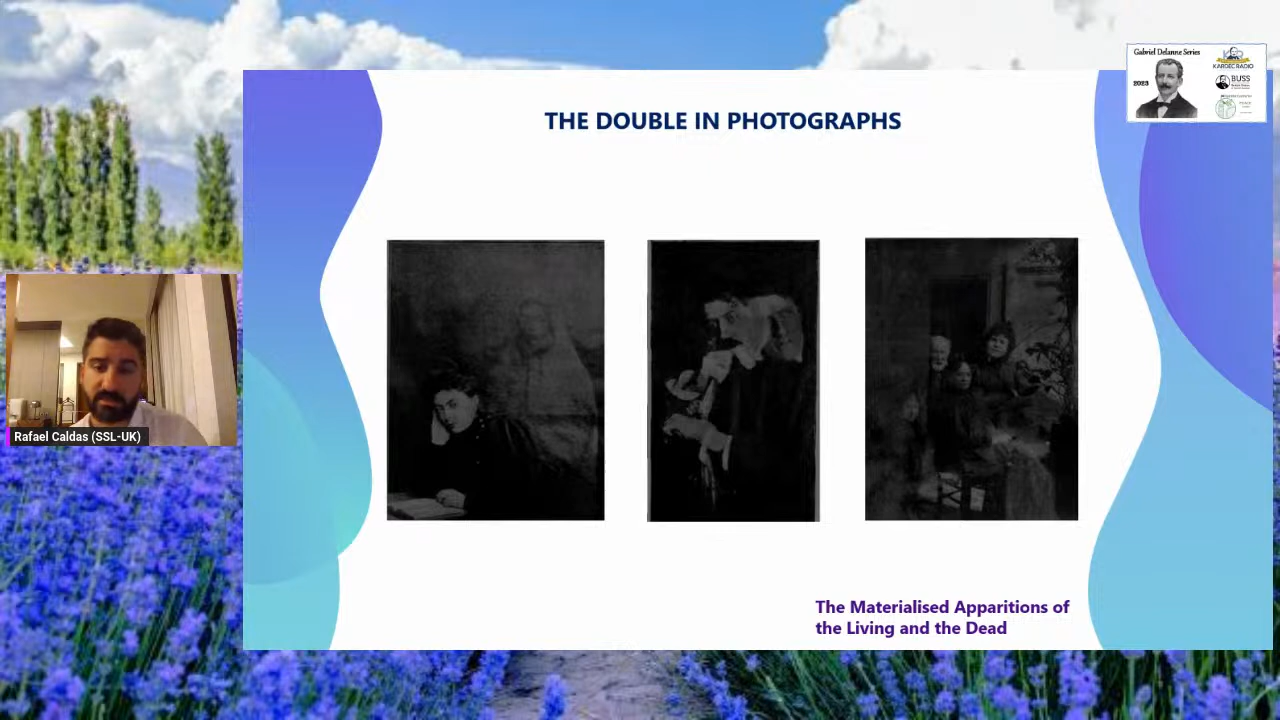 Gabriel Delanne Series
2023
KARDEC RADIO
BUSS
THE DOUBLE IN PHOTOGRAPHS
Rafael Caldas (SSL-UK)
The Materialised Apparitions of
the Living and the Dead